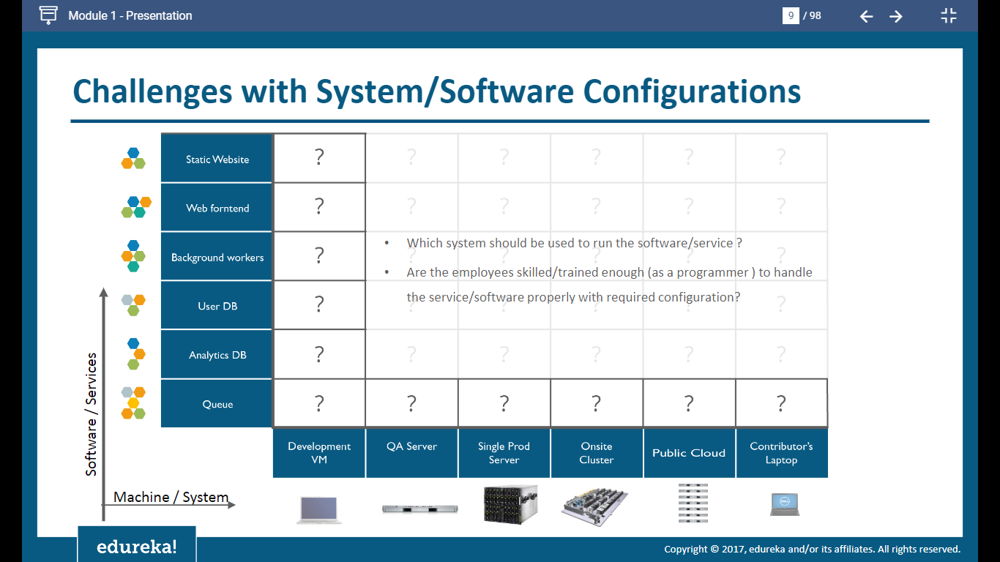 Module 1 - Presentation
9 / 98
Challenges with System/Software Configurations
Static Website ? ? ? ? ? ?
Web forntend ? ? ? ? ? ?
• Which system should be used to run the software/service ?
Background workers ? ? ? ? ? ?
• Are the employees skilled/trained enough (as a programmer ) to handle
the service/software properly with required configuration?
User DB ? ? ? ? ? ?
Analytics DB ? ? ? ? ? ?
Queue ? ? ? ? ? ?
Software / Services
Development
VM
QA Server
Single Prod
Server
Onsite
Cluster
Public Cloud
Contributor's
Laptop
Machine / System
DELL
edureka!
Copyright © 2017, edureka and/or its affiliates. All rights reserved.